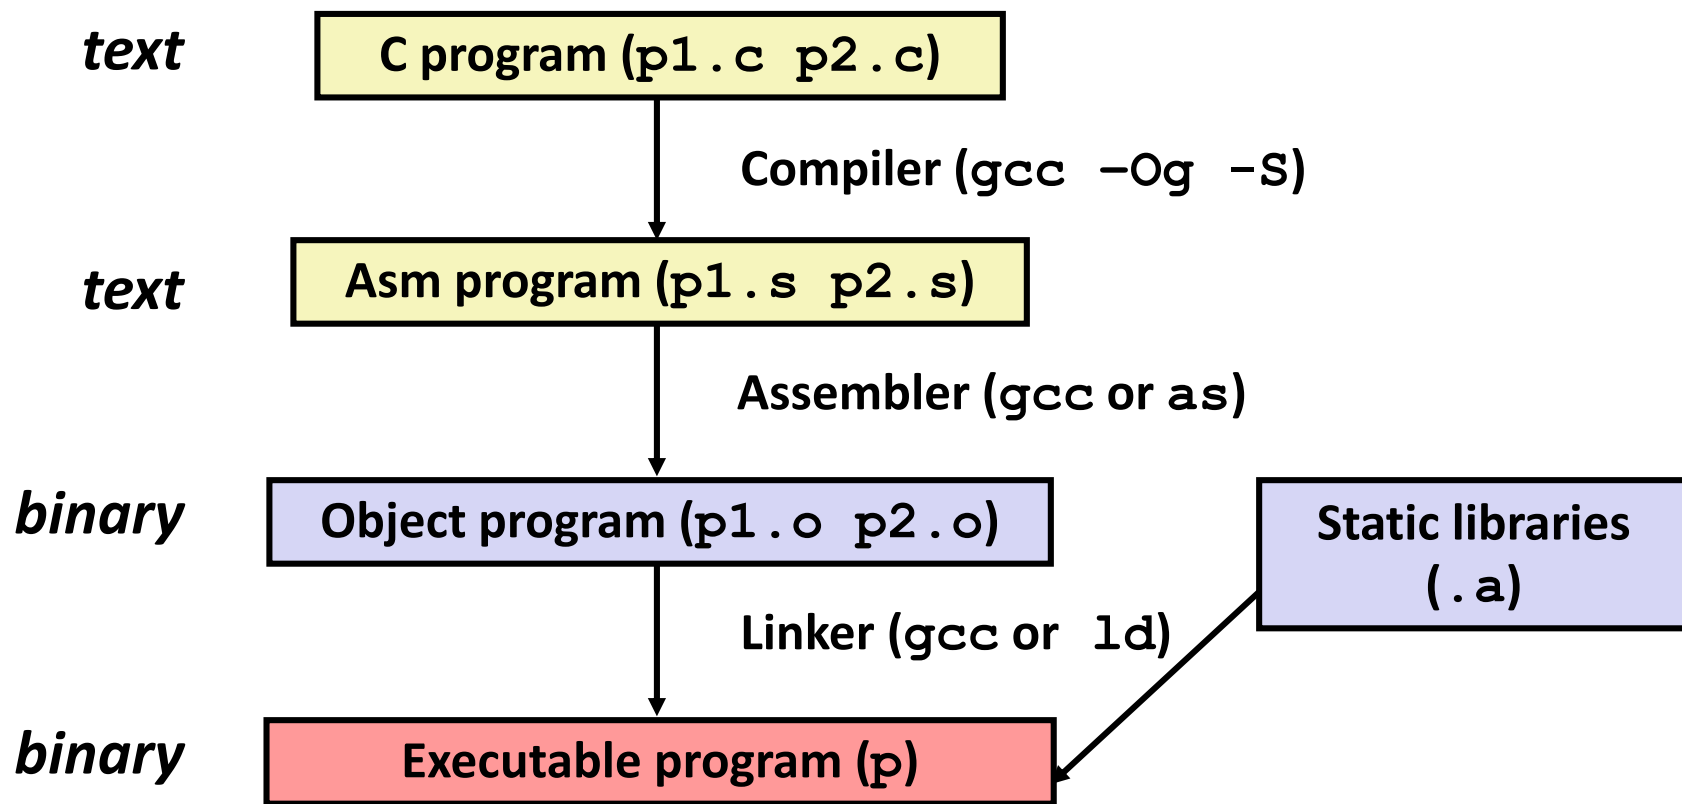 text
C program (p1.c p2.c)
Compiler (gcc –Og -S)
text
Asm program (p1.s p2.s)
Assembler (gcc or as)
binary
Object program (p1.o p2.o)
Static libraries
(.a)
Linker (gcc or ld)
binary
Executable program (p)